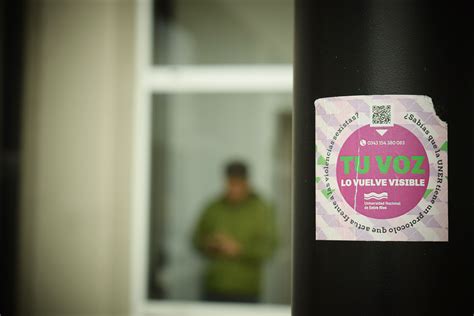 ¿Sabías que la UNER tiene un protocolo que actúa frente a las violencias sexistas?
0343 154 380 003
TU VOZ
LO VUELVE VISIBLE
Universidad Nacional
de Entre Ríos